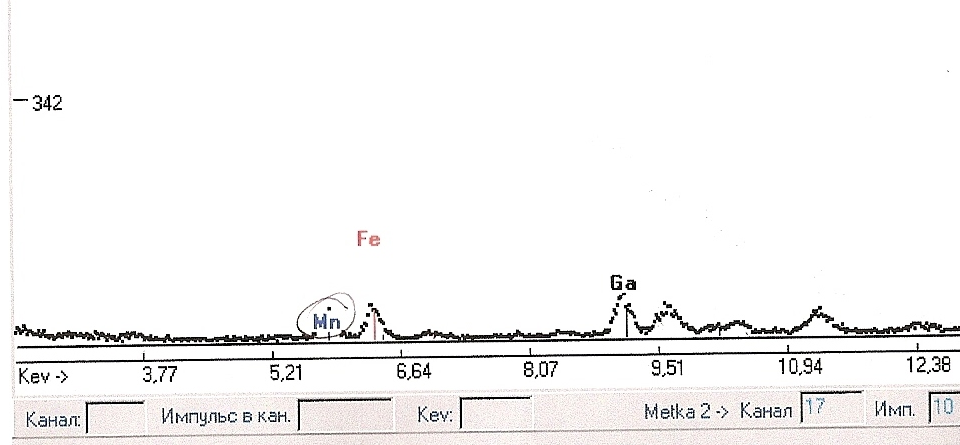 342
Fe
Ga
Mn
Kev -> 3,77 5,21 6,64 8,07 9,51 10,94 12,38
Канал: Импульс в кан. Kev: Metka 2 -> Канал 17 Имп. 10